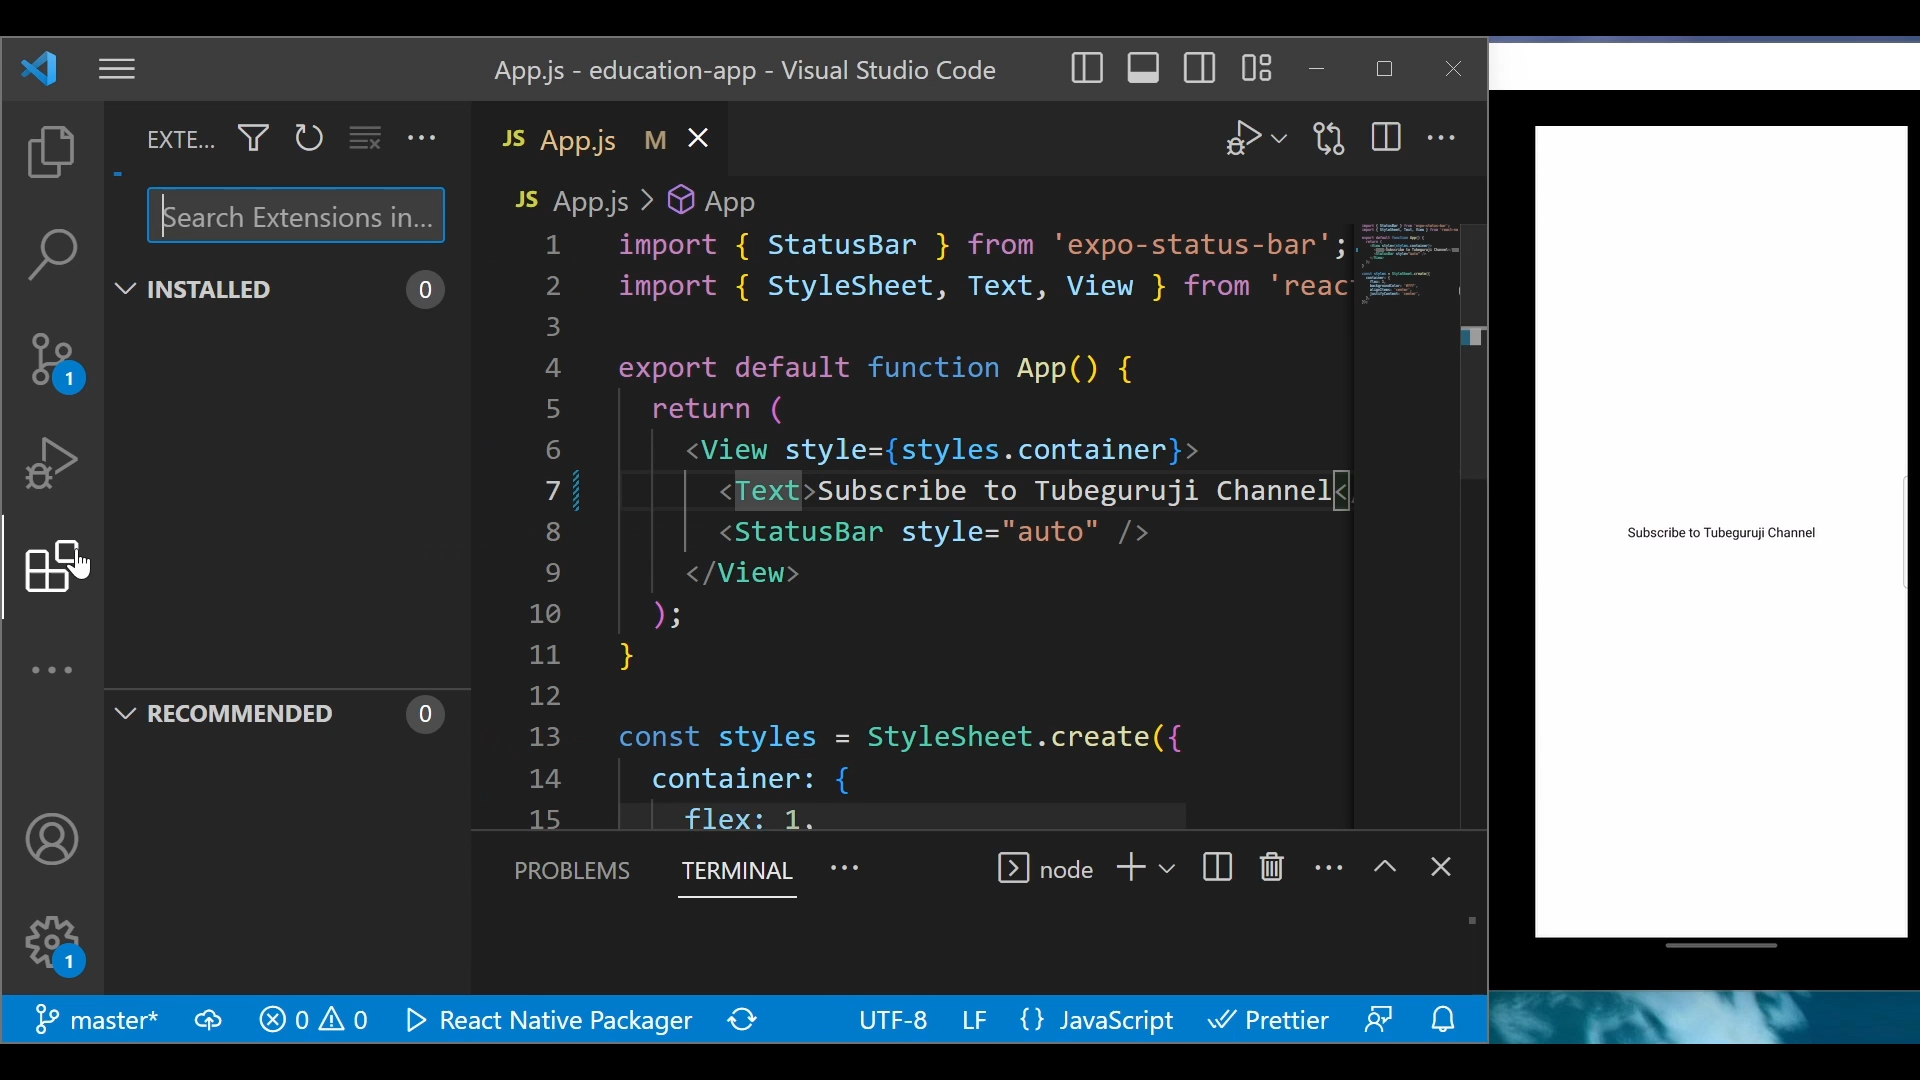 App.js - education-app - Visual Studio Code
EXTE...
JS App.js M
Search Extensions in...
JS App.js > App
INSTALLED 0
1 import { StatusBar } from 'expo-status-bar';
2 import { StyleSheet, Text, View } from 'reac
3
4 export default function App() {
5 return (
6 <View style={styles.container}>
7 <Text>Subscribe to Tubeguruji Channel<
8 <StatusBar style="auto" />
9 </View>
10 );
11 }
12
13 const styles = StyleSheet.create({
14 container: {
15 flex: 1,
1
RECOMMENDED 0
PROBLEMS TERMINAL ... node
1
master* 0 0 React Native Packager UTF-8 LF {} JavaScript Prettier
Subscribe to Tubeguruji Channel